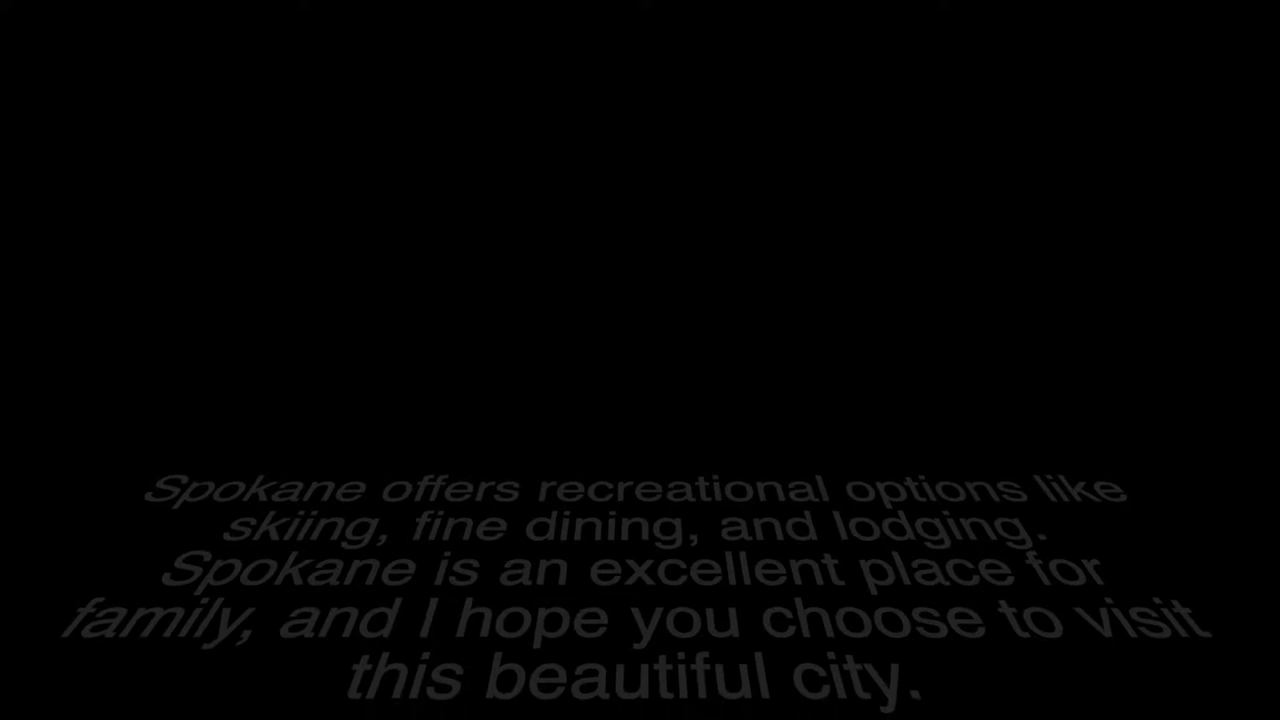 Spokane offers recreational options like
skiing, fine dining, and lodging.
Spokane is an excellent place for
family, and I hope you choose to visit
this beautiful city.